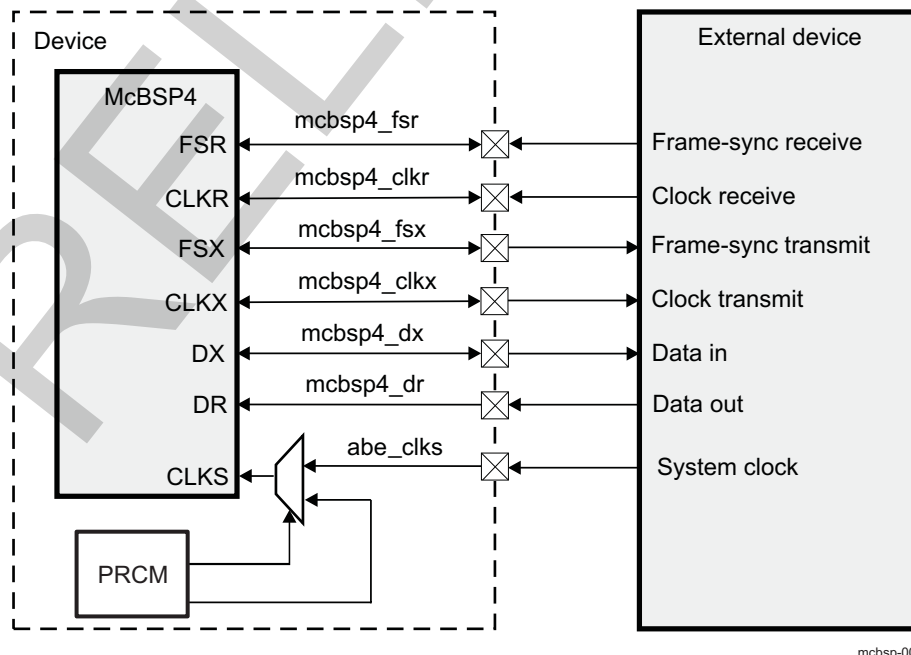 Device
External device
McBSP4
FSR
mcbsp4_fsr
Frame-sync receive
CLKR
mcbsp4_clkr
Clock receive
FSX
mcbsp4_fsx
Frame-sync transmit
CLKX
mcbsp4_clkx
Clock transmit
DX
mcbsp4_dx
Data in
DR
mcbsp4_dr
Data out
CLKS
abe_clks
System clock
PRCM